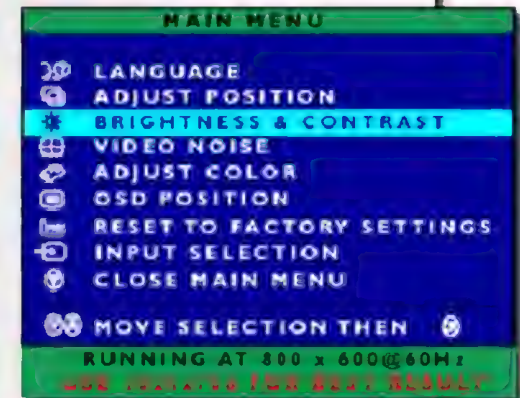 MAIN MENU
LANGUAGE
ADJUST POSITION
BRIGHTNESS & CONTRAST
VIDEO NOISE
ADJUST COLOR
OSD POSITION
RESET TO FACTORY SETTINGS
INPUT SELECTION
CLOSE MAIN MENU
MOVE SELECTION THEN
RUNNING AT 800 x 600@60Hz
FOR BEST RESULT